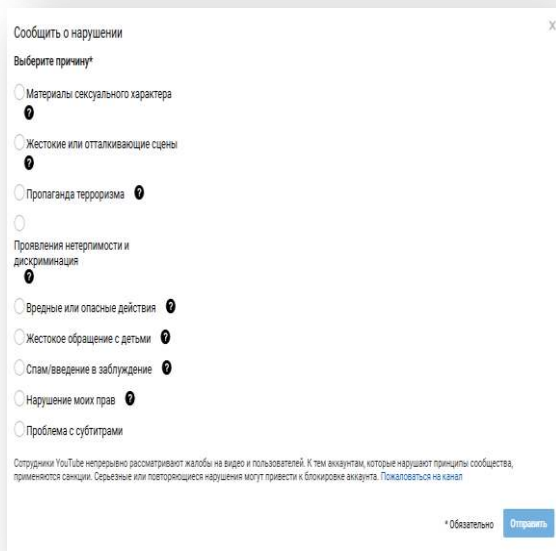 Сообщить о нарушении
X
Выберите причину*
Материалы сексуального характера
?
Жестокие или отталкивающие сцены
?
Пропаганда терроризма ?
Проявления нетерпимости и
дискриминация
?
Вредные или опасные действия ?
Жестокое обращение с детьми ?
Спам/введение в заблуждение ?
Нарушение моих прав ?
Проблема с субтитрами
Сотрудники YouTube непрерывно рассматривают жалобы на видео и пользователей. К тем аккаунтам, которые нарушают принципы сообщества,
применяются санкции. Серьезные или повторяющиеся нарушения могут привести к блокировке аккаунта. Пожаловаться на канал
* Обязательно Отправить